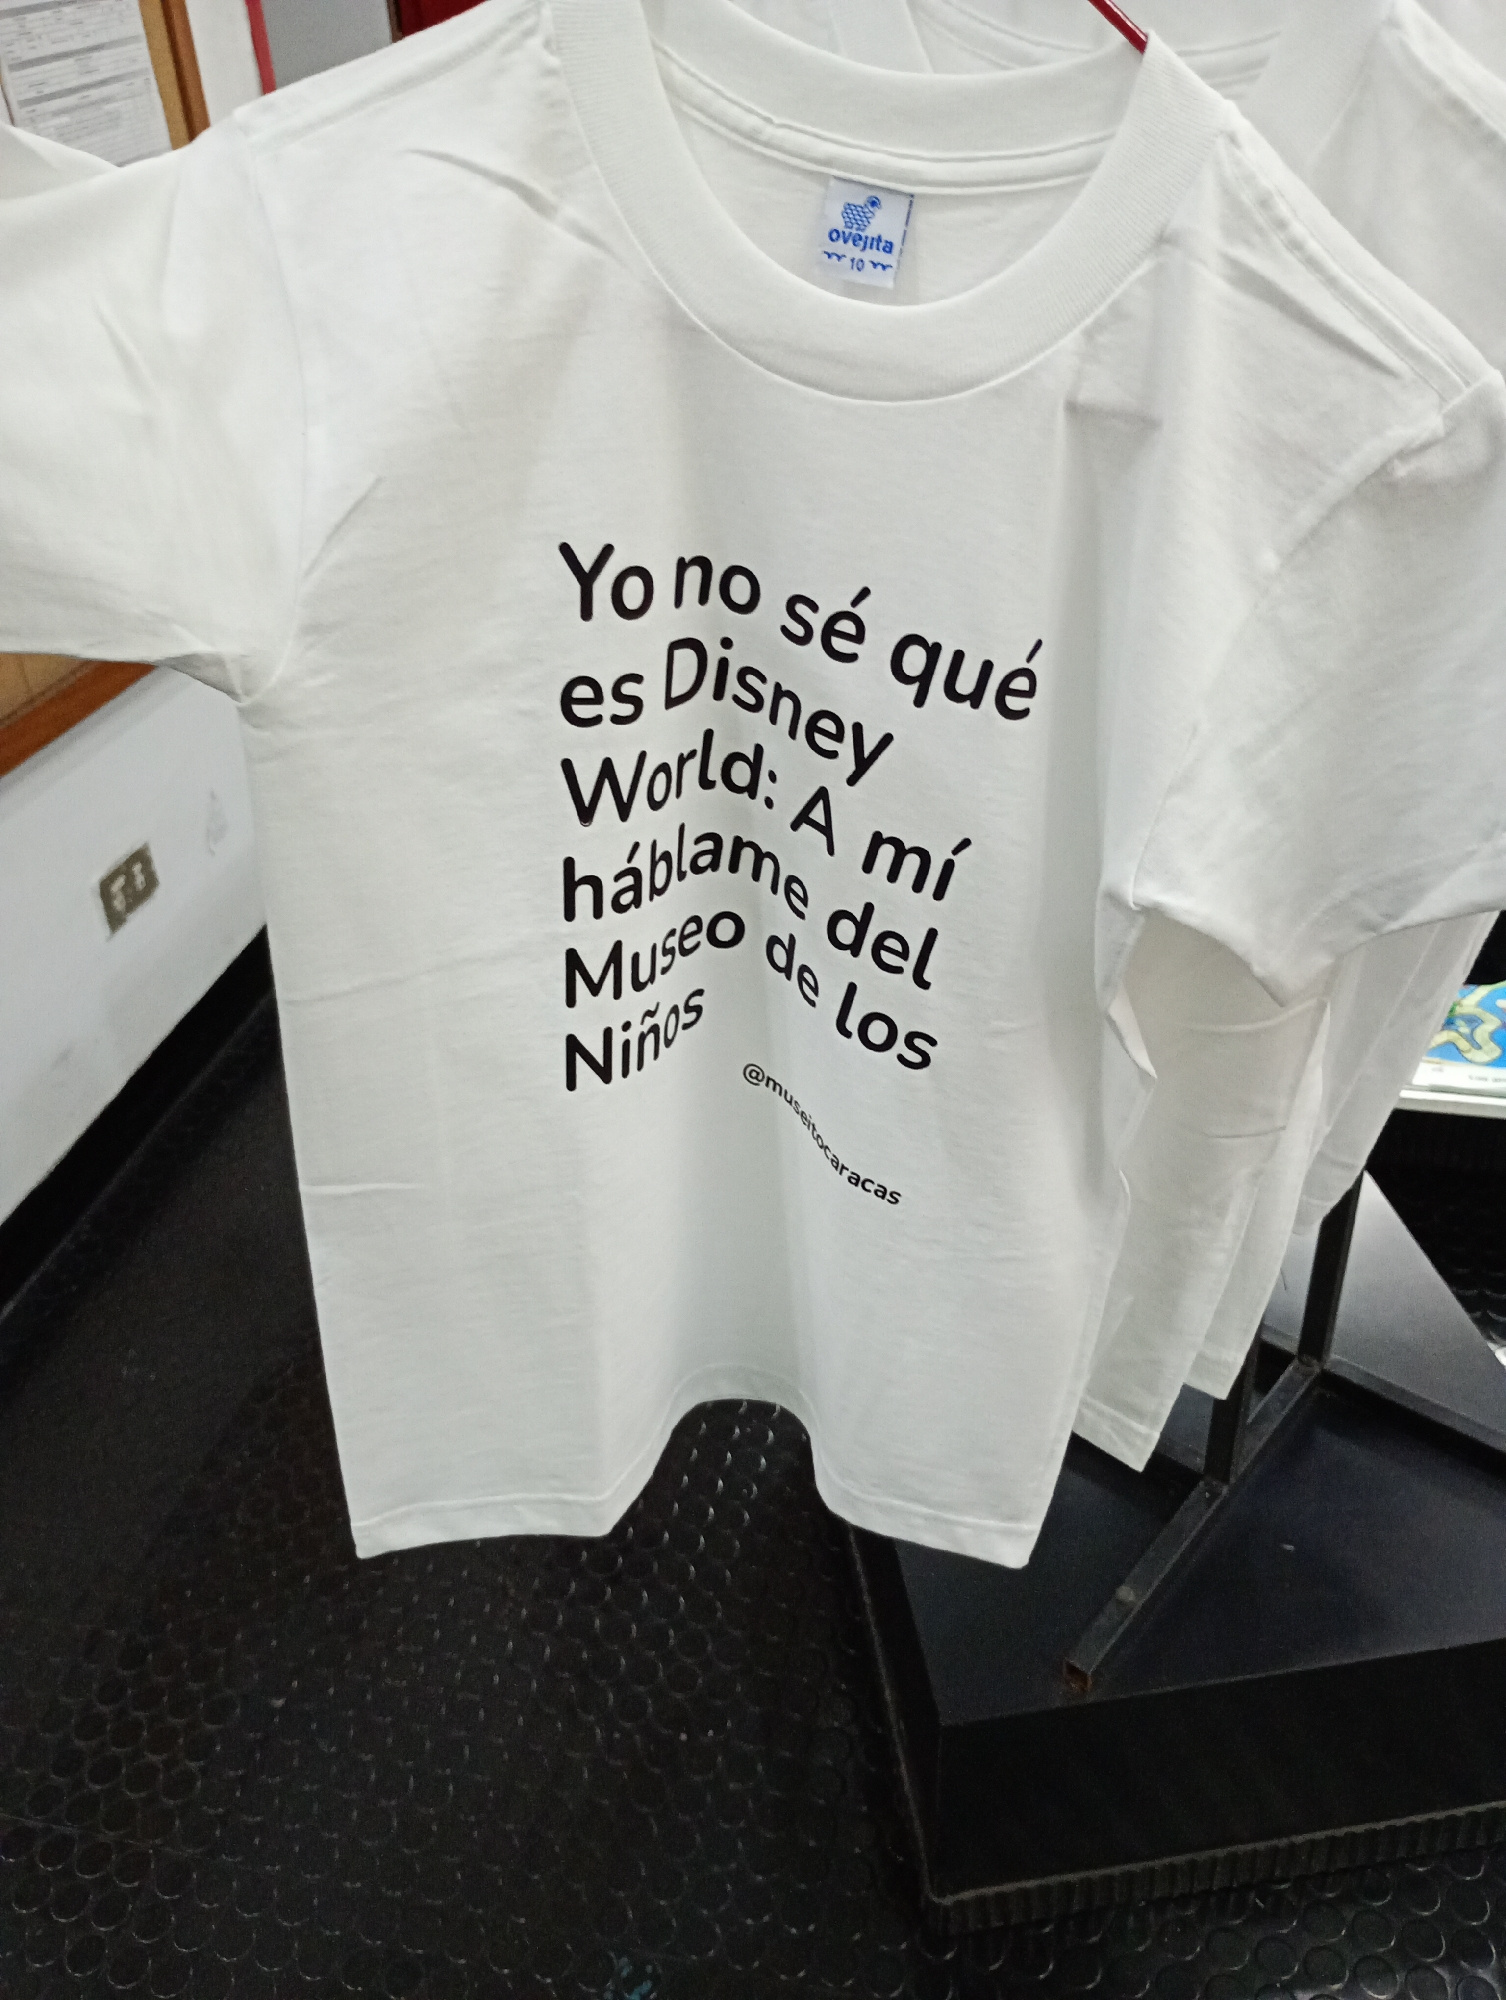 ovejita
10
Yo no sé qué
es Disney
World: A mí
háblame del
Museo de los
Niños
@museitocaracas